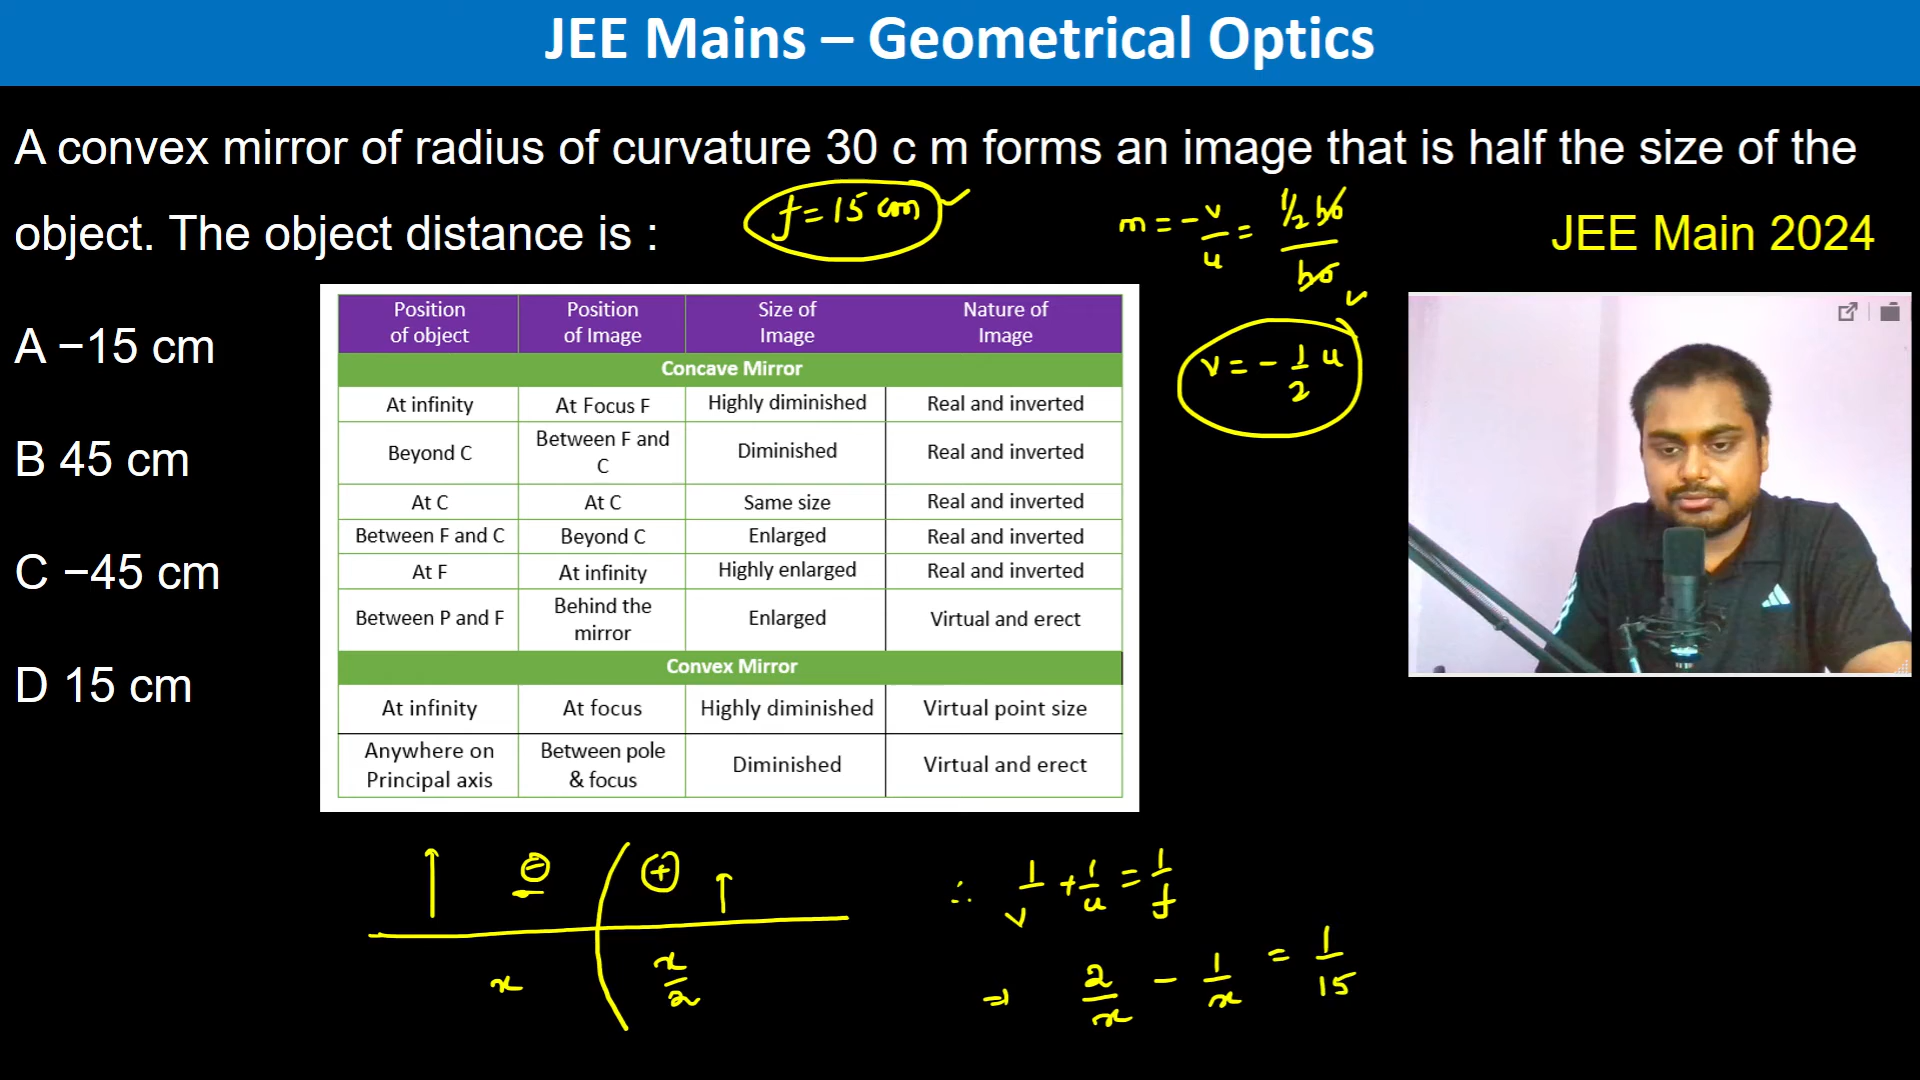 JEE Mains – Geometrical Optics
A convex mirror of radius of curvature 30 c m forms an image that is half the size of the
object. The object distance is :
f = 15 cm
m = -v/u = 1/2 ho / ho
JEE Main 2024
v = - 1/2 u
A −15 cm
B 45 cm
C −45 cm
D 15 cm
Position of object | Position of Image | Size of Image | Nature of Image
Concave Mirror
At infinity | At Focus F | Highly diminished | Real and inverted
Beyond C | Between F and C | Diminished | Real and inverted
At C | At C | Same size | Real and inverted
Between F and C | Beyond C | Enlarged | Real and inverted
At F | At infinity | Highly enlarged | Real and inverted
Between P and F | Behind the mirror | Enlarged | Virtual and erect
Convex Mirror
At infinity | At focus | Highly diminished | Virtual point size
Anywhere on Principal axis | Between pole & focus | Diminished | Virtual and erect
⊖ ⊕
x x/2
∴ 1/v + 1/u = 1/f
⇒ 2/x - 1/x = 1/15